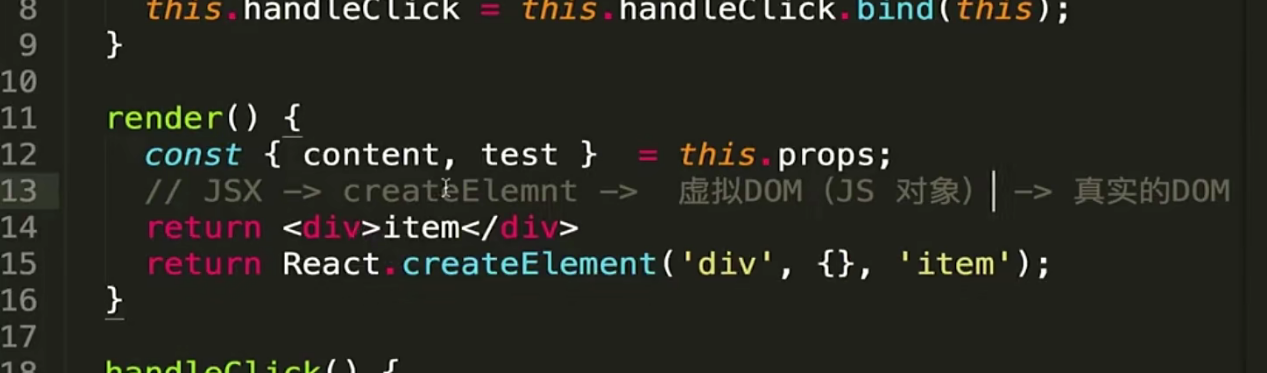 8 this.handleClick = this.handleClick.bind(this);
9 }
10
11 render() {
12 const { content, test }  = this.props;
13 // JSX -> createElemnt ->  虚拟DOM（JS 对象） -> 真实的DOM
14 return <div>item</div>
15 return React.createElement('div', {}, 'item');
16 }
17
18 handleClick() {